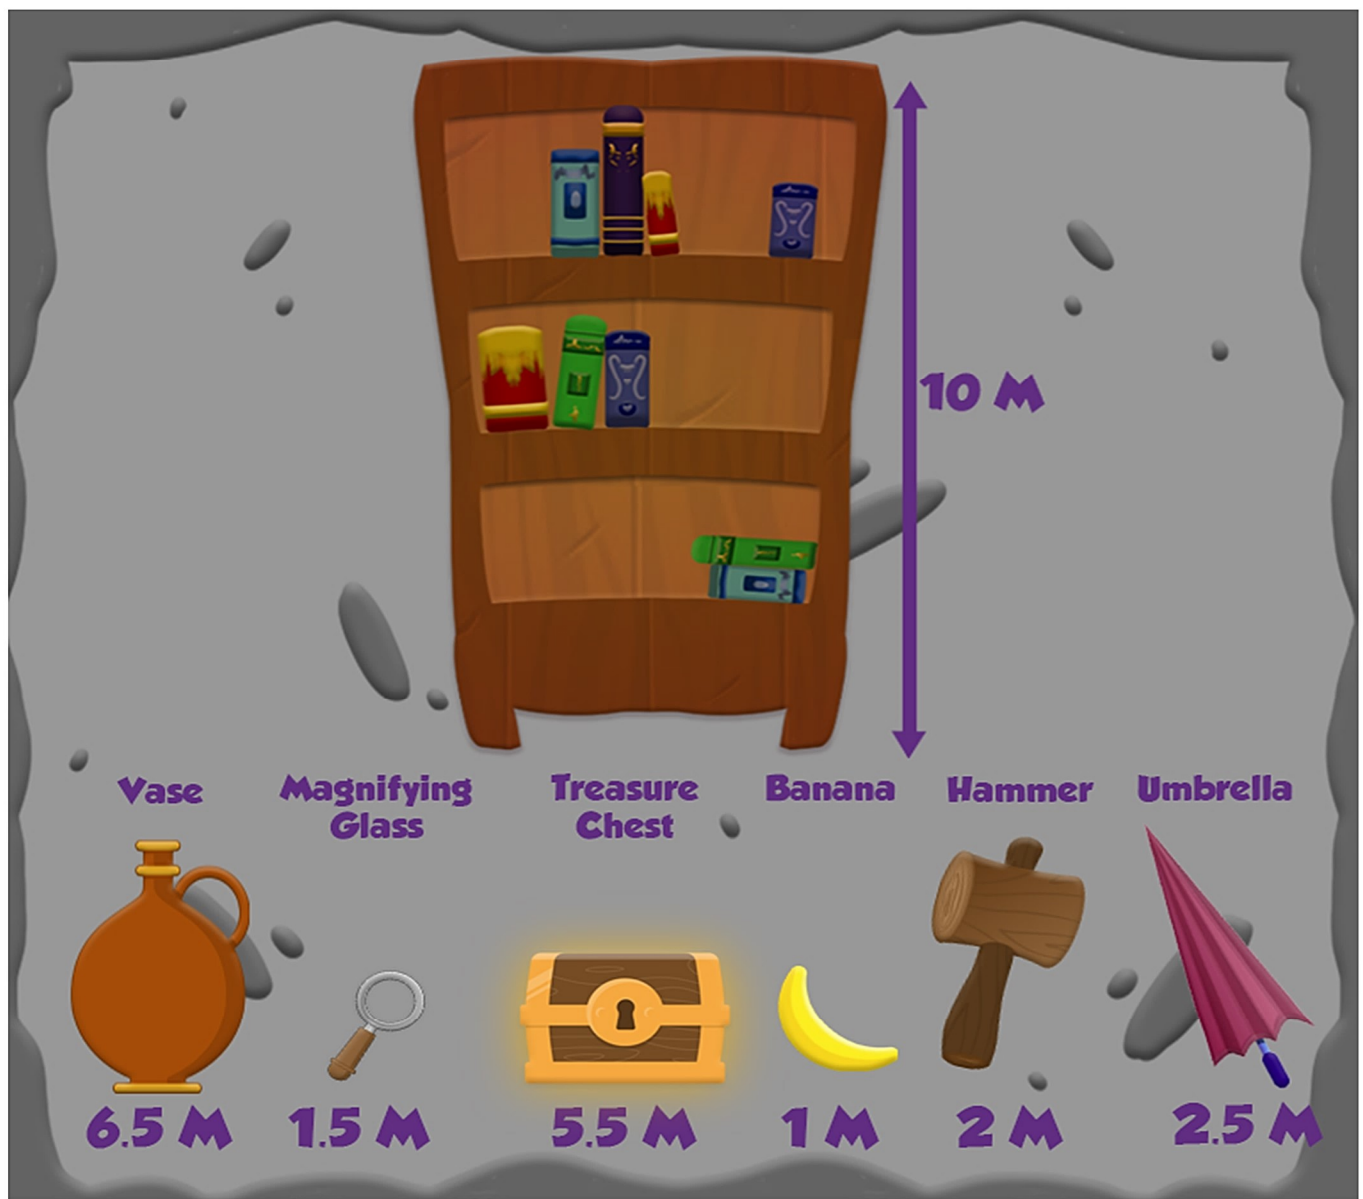 10 M
Vase
Magnifying
Glass
Treasure
Chest
Banana
Hammer
Umbrella
6.5 M
1.5 M
5.5 M
1 M
2 M
2.5 M